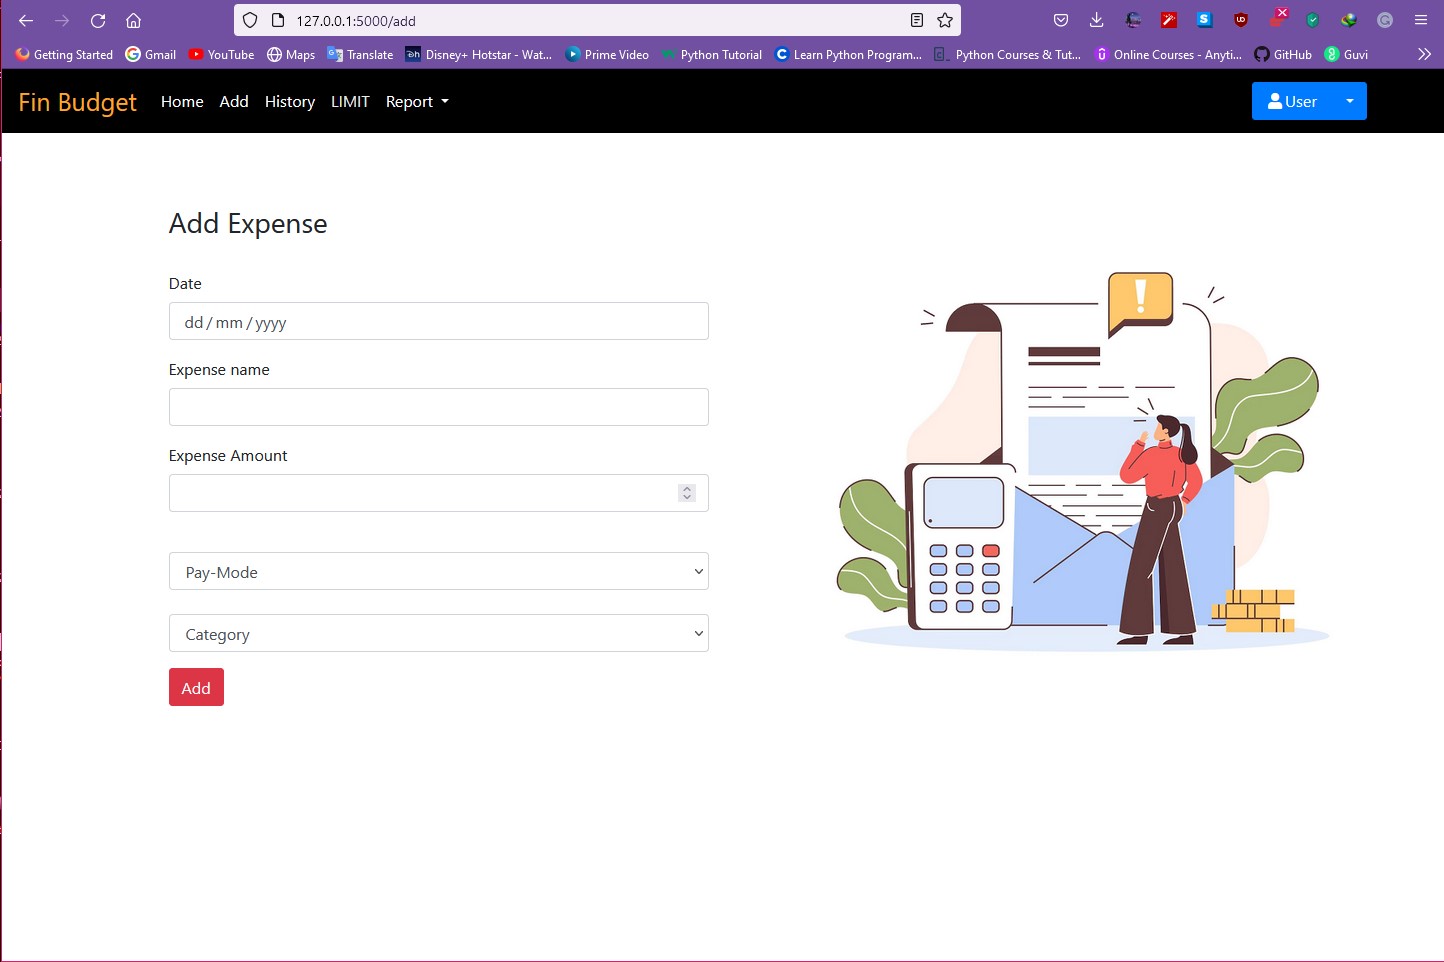 127.0.0.1:5000/add
Getting Started Gmail YouTube Maps Translate Disney+ Hotstar - Wat... Prime Video Python Tutorial Learn Python Program... Python Courses & Tut... Online Courses - Anyti... GitHub Guvi
Fin Budget Home Add History LIMIT Report User
Add Expense
Date
dd / mm / yyyy
Expense name
Expense Amount
Pay-Mode
Category
Add
!